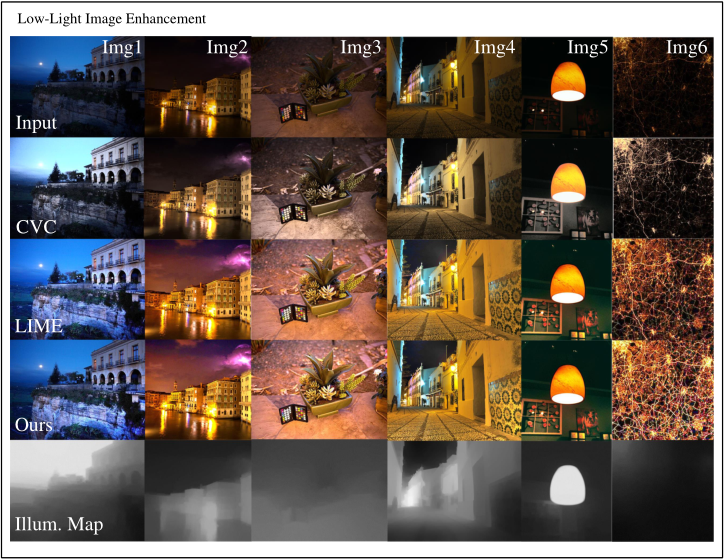 Low-Light Image Enhancement
Img1 Img2 Img3 Img4 Img5 Img6
Input
CVC
LIME
Ours
Illum. Map